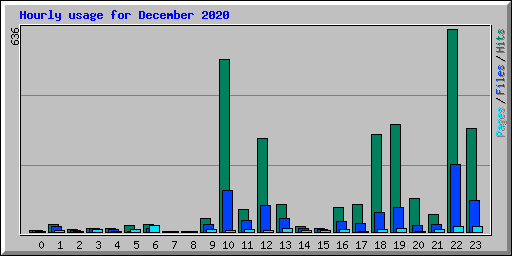 Hourly usage for December 2020
636
Pages / Files / Hits
0 1 2 3 4 5 6 7 8 9 10 11 12 13 14 15 16 17 18 19 20 21 22 23